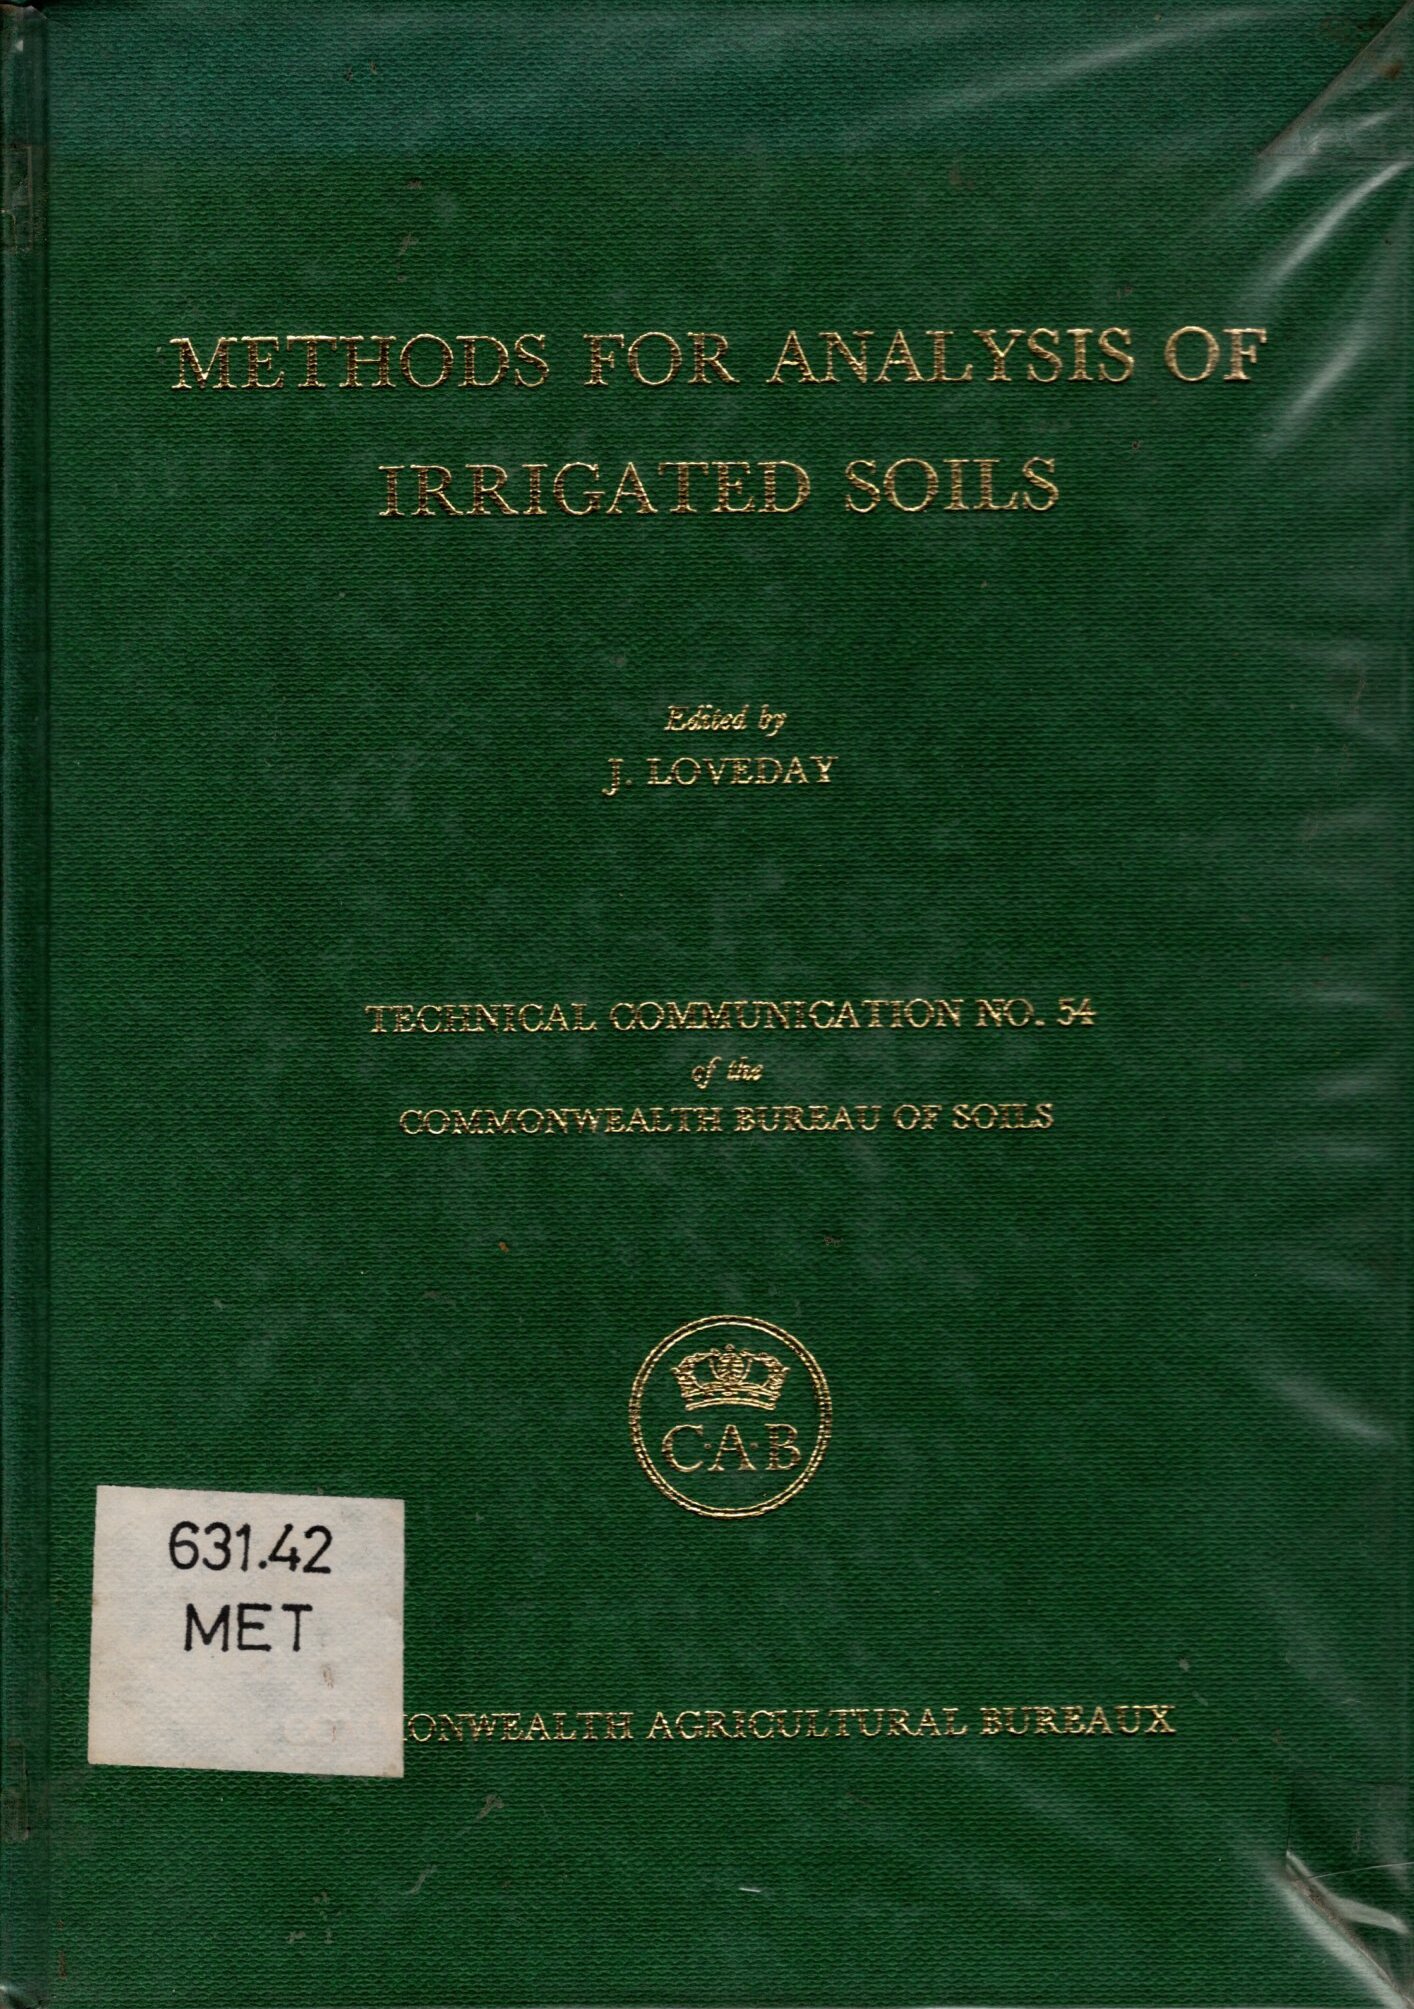 METHODS FOR ANALYSIS OF
IRRIGATED SOILS
Edited by
J. LOVEDAY
TECHNICAL COMMUNICATION NO. 54
of the
COMMONWEALTH BUREAU OF SOILS
C·A·B
631.42
MET
COMMONWEALTH AGRICULTURAL BUREAUX